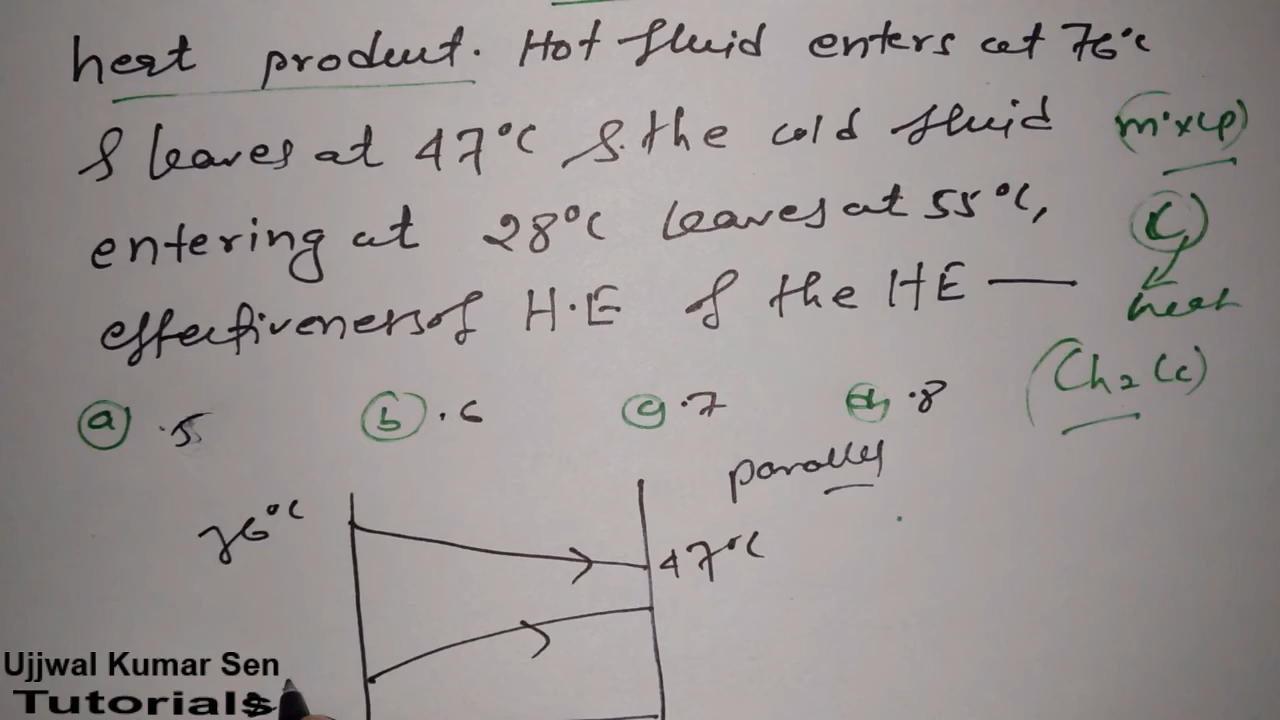 heat product. Hot fluid enters at 76°c
& leaves at 47°C & the cold fluid
(m·xcp)
entering at 28°C leaves at 55°C,
C
effectiveness of H.E of the HE —
heat
(Ch = Cc)
a .5 b .6 c .7 d .8
parallel
76°C
47°C
Ujjwal Kumar Sen
Tutorials